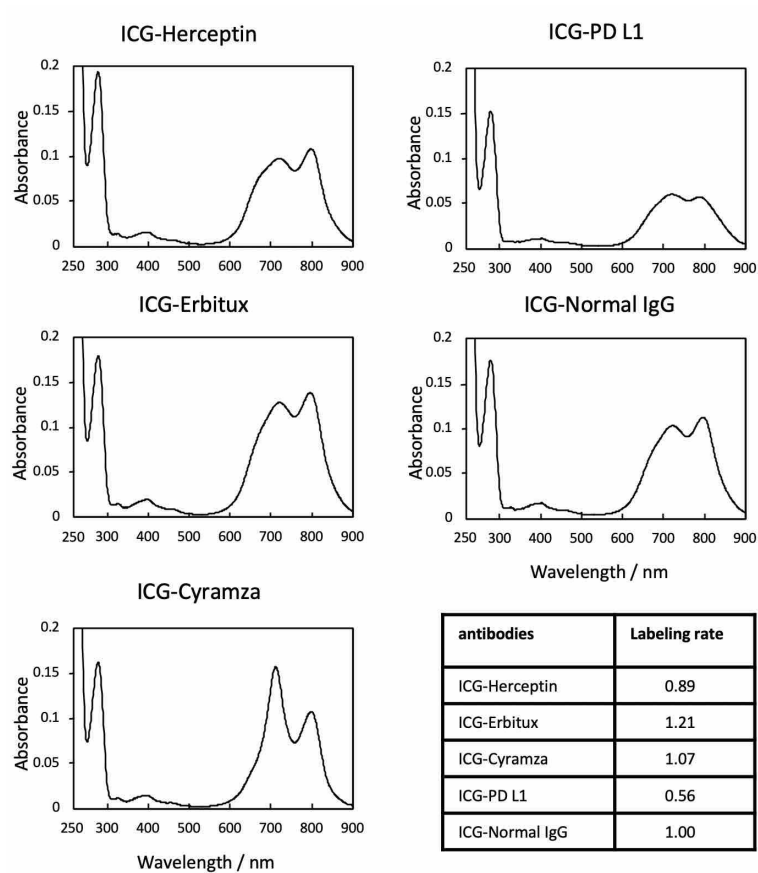 ICG-Herceptin
0.2
0.15
0.1
0.05
0
Absorbance
250 300 400 500 600 700 800 900
ICG-PD L1
0.2
0.15
0.1
0.05
0
Absorbance
250 300 400 500 600 700 800 900
ICG-Erbitux
0.2
0.15
0.1
0.05
0
Absorbance
250 300 400 500 600 700 800 900
ICG-Normal IgG
0.2
0.15
0.1
0.05
0
Absorbance
250 300 400 500 600 700 800 900
Wavelength / nm
ICG-Cyramza
0.2
0.15
0.1
0.05
0
Absorbance
250 300 400 500 600 700 800 900
Wavelength / nm
antibodies Labeling rate
ICG-Herceptin 0.89
ICG-Erbitux 1.21
ICG-Cyramza 1.07
ICG-PD L1 0.56
ICG-Normal IgG 1.00